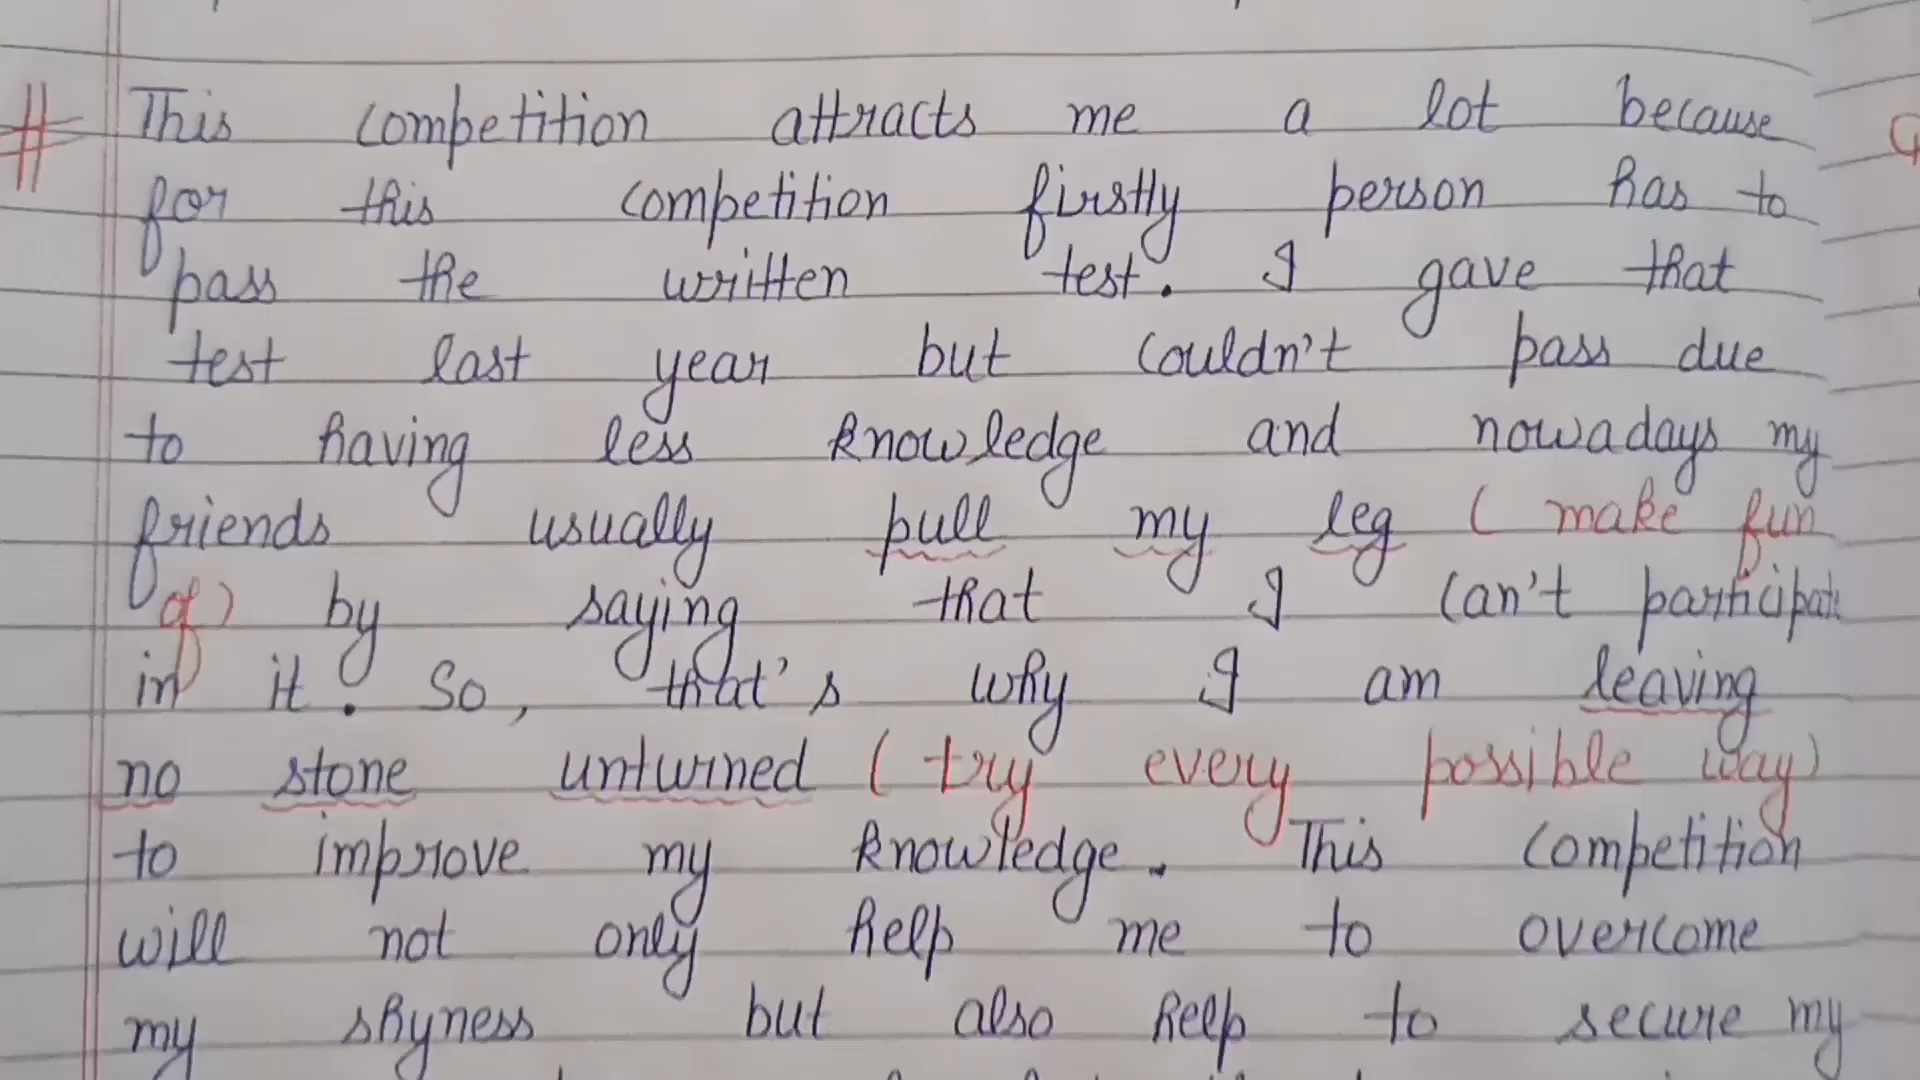 # This competition attracts me a lot because
for this competition firstly person has to
pass the written test. I gave that
test last year but couldn't pass due
to having less knowledge and nowadays my
friends usually pull my leg ( make fun
of) by saying that I can't participate
in it. So, that's why I am leaving
no stone unturned ( try every possible way)
to improve my knowledge. This competition
will not only help me to overcome
my shyness but also help to secure my